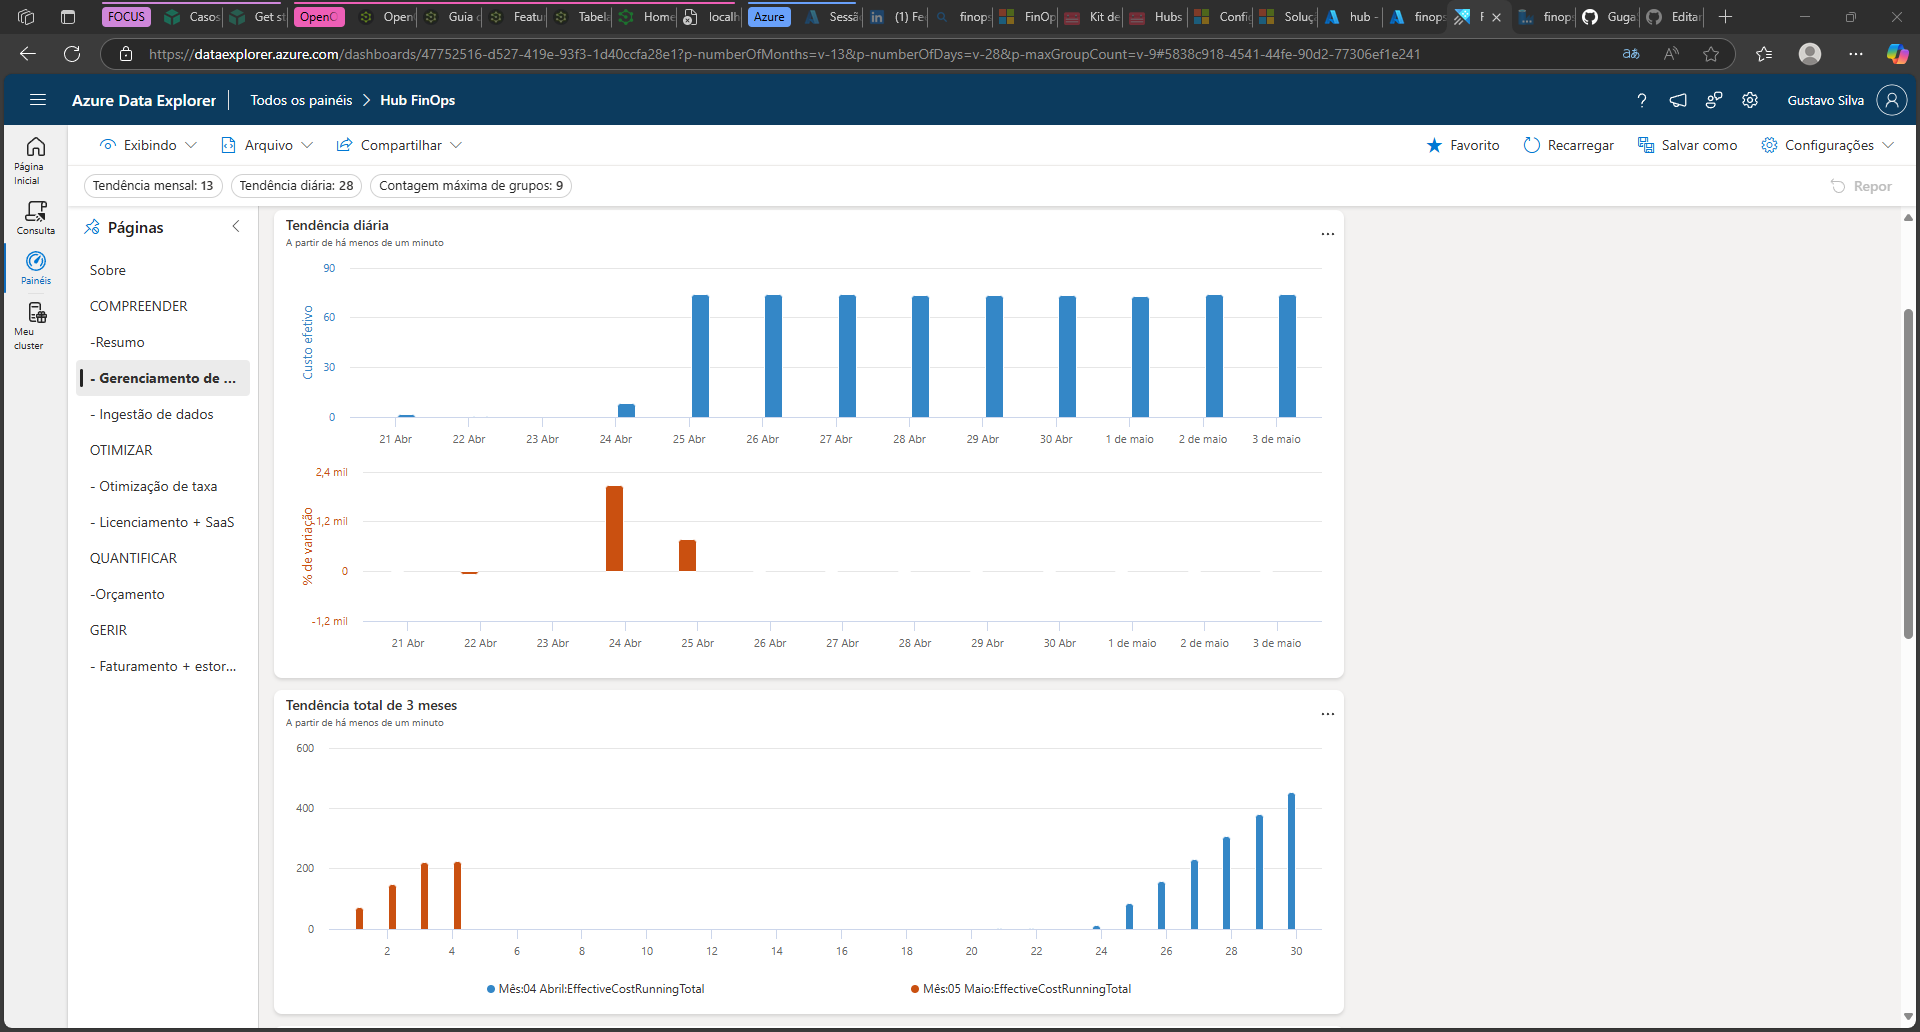 FOCUS
Casos
Get st
OpenC
Open
Guia c
Featur
Tabela
Home
localh
Azure
Sessã
(1) Fe
finops
FinOp
Kit de
Hubs
Config
Soluç
hub -
finops
F
finop
Guga
Editar
https://dataexplorer.azure.com/dashboards/47752516-d527-419e-93f3-1d40ccfa28e1?p-numberOfMonths=v-13&p-numberOfDays=v-28&p-maxGroupCount=v-9#5838c918-4541-44fe-90d2-77306ef1e241
Azure Data Explorer
Todos os painéis > Hub FinOps
Gustavo Silva
Exibindo
Arquivo
Compartilhar
Favorito
Recarregar
Salvar como
Configurações
Tendência mensal: 13
Tendência diária: 28
Contagem máxima de grupos: 9
Repor
Página
Inicial
Consulta
Painéis
Meu
cluster
Páginas
Sobre
COMPREENDER
-Resumo
- Gerenciamento de ...
- Ingestão de dados
OTIMIZAR
- Otimização de taxa
- Licenciamento + SaaS
QUANTIFICAR
-Orçamento
GERIR
- Faturamento + estor...
Tendência diária
A partir de há menos de um minuto
Custo efetivo
90
60
30
0
21 Abr
22 Abr
23 Abr
24 Abr
25 Abr
26 Abr
27 Abr
28 Abr
29 Abr
30 Abr
1 de maio
2 de maio
3 de maio
% de variação
2,4 mil
1,2 mil
0
-1,2 mil
21 Abr
22 Abr
23 Abr
24 Abr
25 Abr
26 Abr
27 Abr
28 Abr
29 Abr
30 Abr
1 de maio
2 de maio
3 de maio
Tendência total de 3 meses
A partir de há menos de um minuto
600
400
200
0
2
4
6
8
10
12
14
16
18
20
22
24
26
28
30
Mês:04 Abril:EffectiveCostRunningTotal
Mês:05 Maio:EffectiveCostRunningTotal